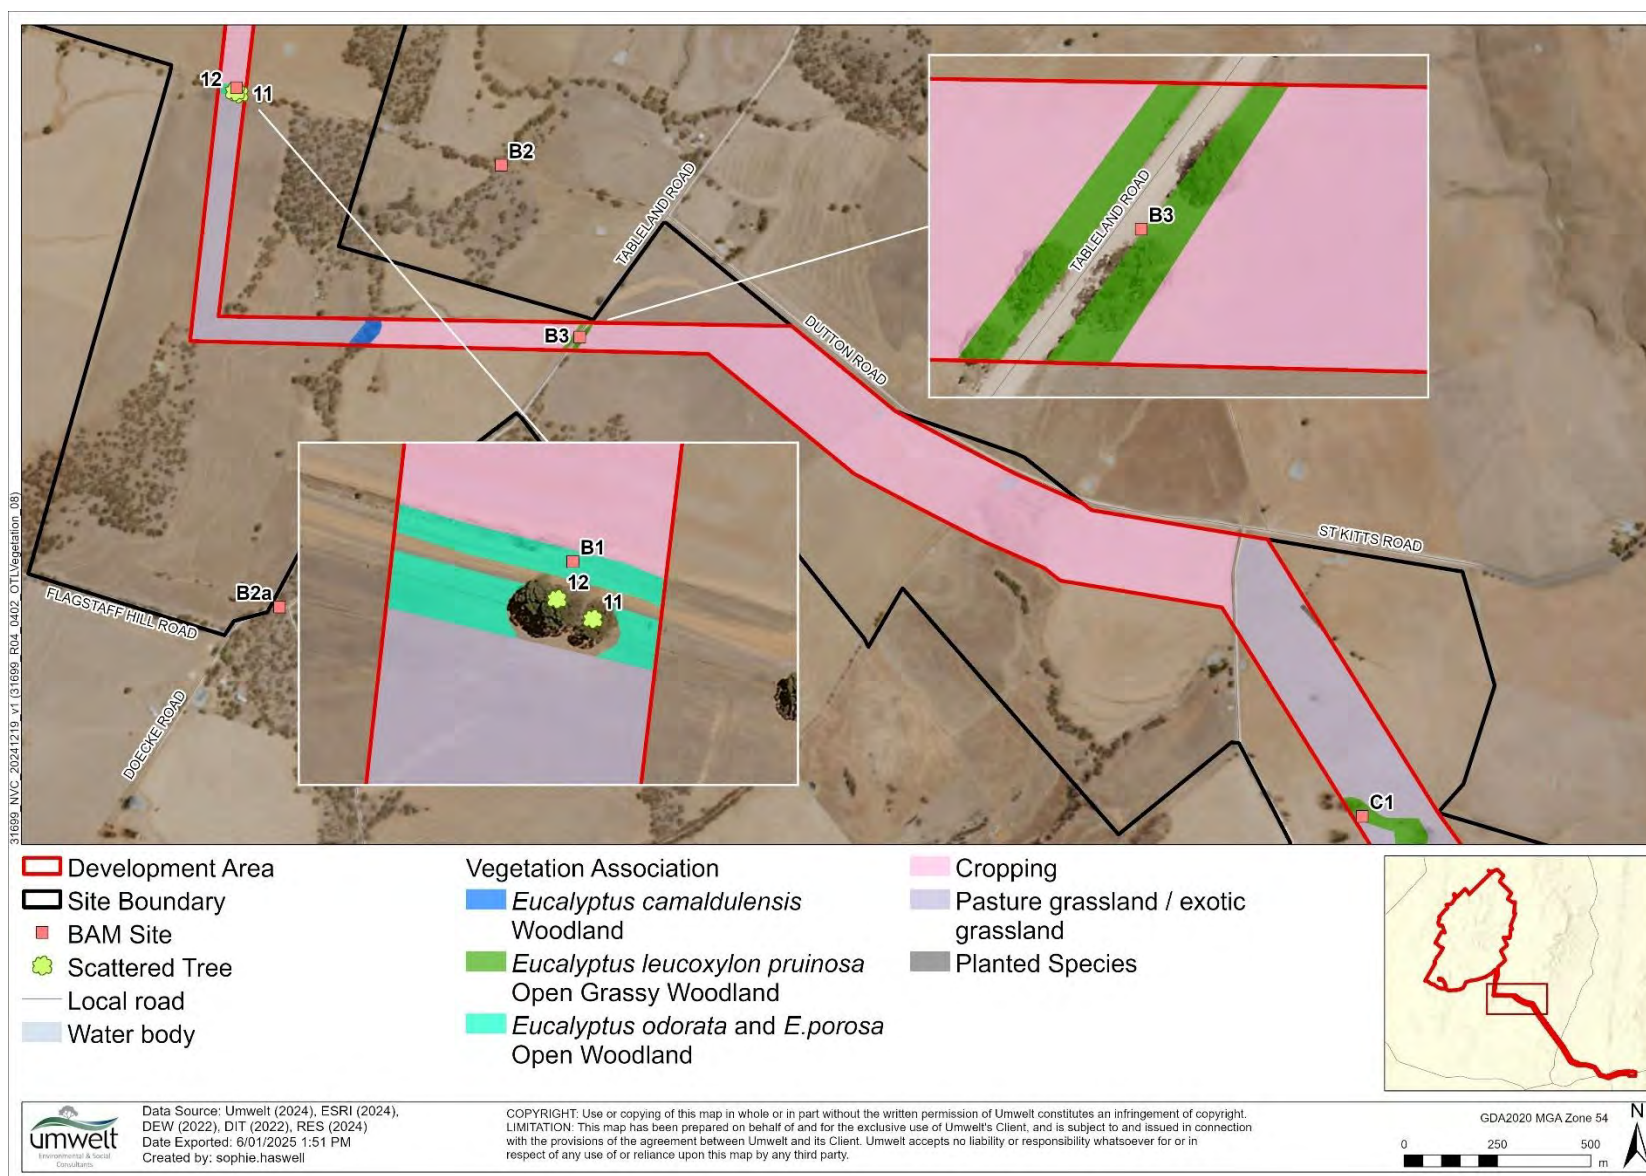 12
11
B2
TABLELAND ROAD
B3
TABLELAND ROAD
B3
DUTTON ROAD
ST KITTS ROAD
B1
12
11
B2a
FLAGSTAFF HILL ROAD
DOECKE ROAD
C1
31699_NVC_20241219_v1 (31699_R04_0402_OTLVegetation_08)
Development Area
Site Boundary
BAM Site
Scattered Tree
Local road
Water body
Vegetation Association
Eucalyptus camaldulensis
Woodland
Eucalyptus leucoxylon pruinosa
Open Grassy Woodland
Eucalyptus odorata and E.porosa
Open Woodland
Cropping
Pasture grassland / exotic
grassland
Planted Species
umwelt
Environmental & Social
Consultants
Data Source: Umwelt (2024), ESRI (2024),
DEW (2022), DIT (2022), RES (2024)
Date Exported: 6/01/2025 1:51 PM
Created by: sophie.haswell
COPYRIGHT: Use or copying of this map in whole or in part without the written permission of Umwelt constitutes an infringement of copyright.
LIMITATION: This map has been prepared on behalf of and for the exclusive use of Umwelt's Client, and is subject to and issued in connection
with the provisions of the agreement between Umwelt and its Client. Umwelt accepts no liability or responsibility whatsoever for or in
respect of any use of or reliance upon this map by any third party.
GDA2020 MGA Zone 54
N
0 250 500
m